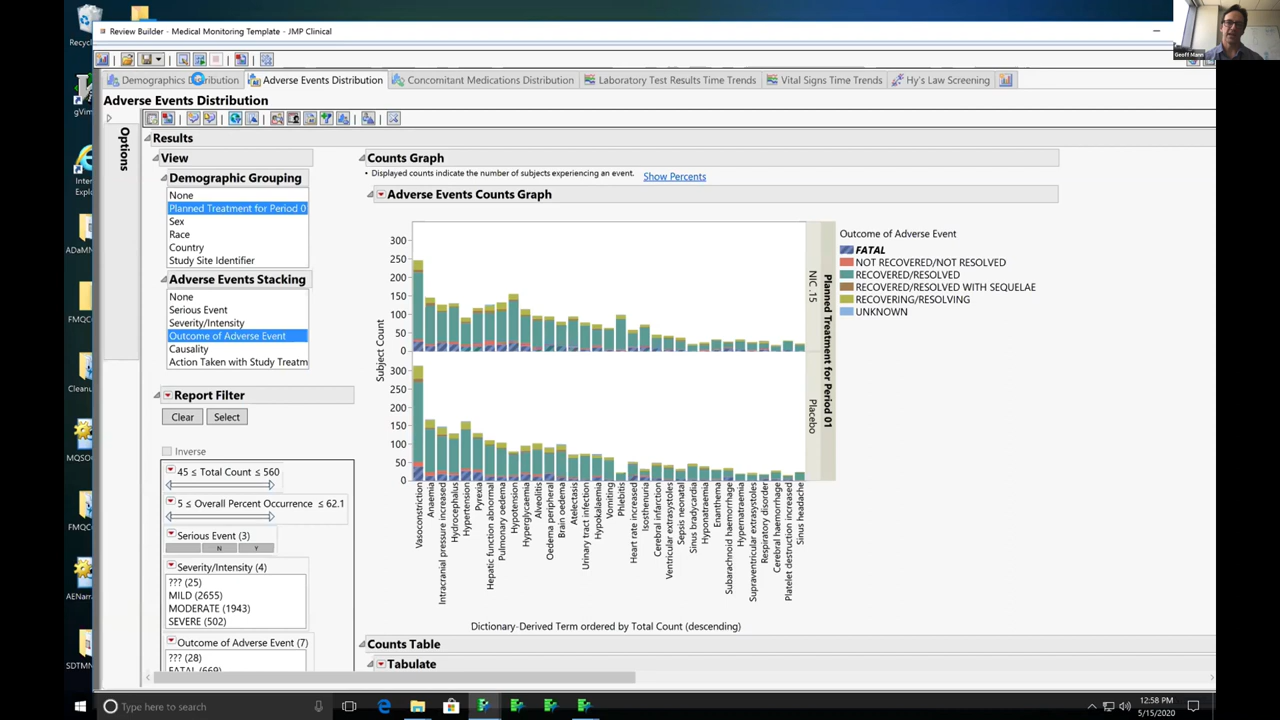 Review Builder - Medical Monitoring Template - JMP Clinical
Geoff Mann
Demographics Distribution
Adverse Events Distribution
Concomitant Medications Distribution
Laboratory Test Results Time Trends
Vital Signs Time Trends
Hy's Law Screening
Adverse Events Distribution
Options
Results
View
Demographic Grouping
None
Planned Treatment for Period 0
Sex
Race
Country
Study Site Identifier
Adverse Events Stacking
None
Serious Event
Severity/Intensity
Outcome of Adverse Event
Causality
Action Taken with Study Treatm
Report Filter
Clear
Select
Inverse
45 ≤ Total Count ≤ 560
5 ≤ Overall Percent Occurrence ≤ 62.1
Serious Event (3)
N
Y
Severity/Intensity (4)
??? (25)
MILD (2655)
MODERATE (1943)
SEVERE (502)
Outcome of Adverse Event (7)
??? (28)
FATAL (669)
Counts Graph
• Displayed counts indicate the number of subjects experiencing an event.
Show Percents
Adverse Events Counts Graph
Subject Count
300
250
200
150
100
50
0
300
250
200
150
100
50
0
NIC .15
Placebo
Planned Treatment for Period 01
Outcome of Adverse Event
FATAL
NOT RECOVERED/NOT RESOLVED
RECOVERED/RESOLVED
RECOVERED/RESOLVED WITH SEQUELAE
RECOVERING/RESOLVING
UNKNOWN
Vasoconstriction
Anaemia
Intracranial pressure increased
Hydrocephalus
Hypertension
Pyrexia
Hepatic function abnormal
Pulmonary oedema
Hypotension
Hyperglycaemia
Alveolitis
Oedema peripheral
Brain oedema
Atelectasis
Urinary tract infection
Hypokalaemia
Vomiting
Phlebitis
Heart rate increased
Isosthenuria
Cerebral infarction
Ventricular extrasystoles
Sepsis neonatal
Sinus bradycardia
Hyponatraemia
Enanthema
Subarachnoid haemorrhage
Hypernatraemia
Supraventricular extrasystoles
Respiratory disorder
Cerebral haemorrhage
Platelet destruction increased
Sinus headache
Dictionary-Derived Term ordered by Total Count (descending)
Counts Table
Tabulate
Type here to search
12:58 PM
5/15/2020